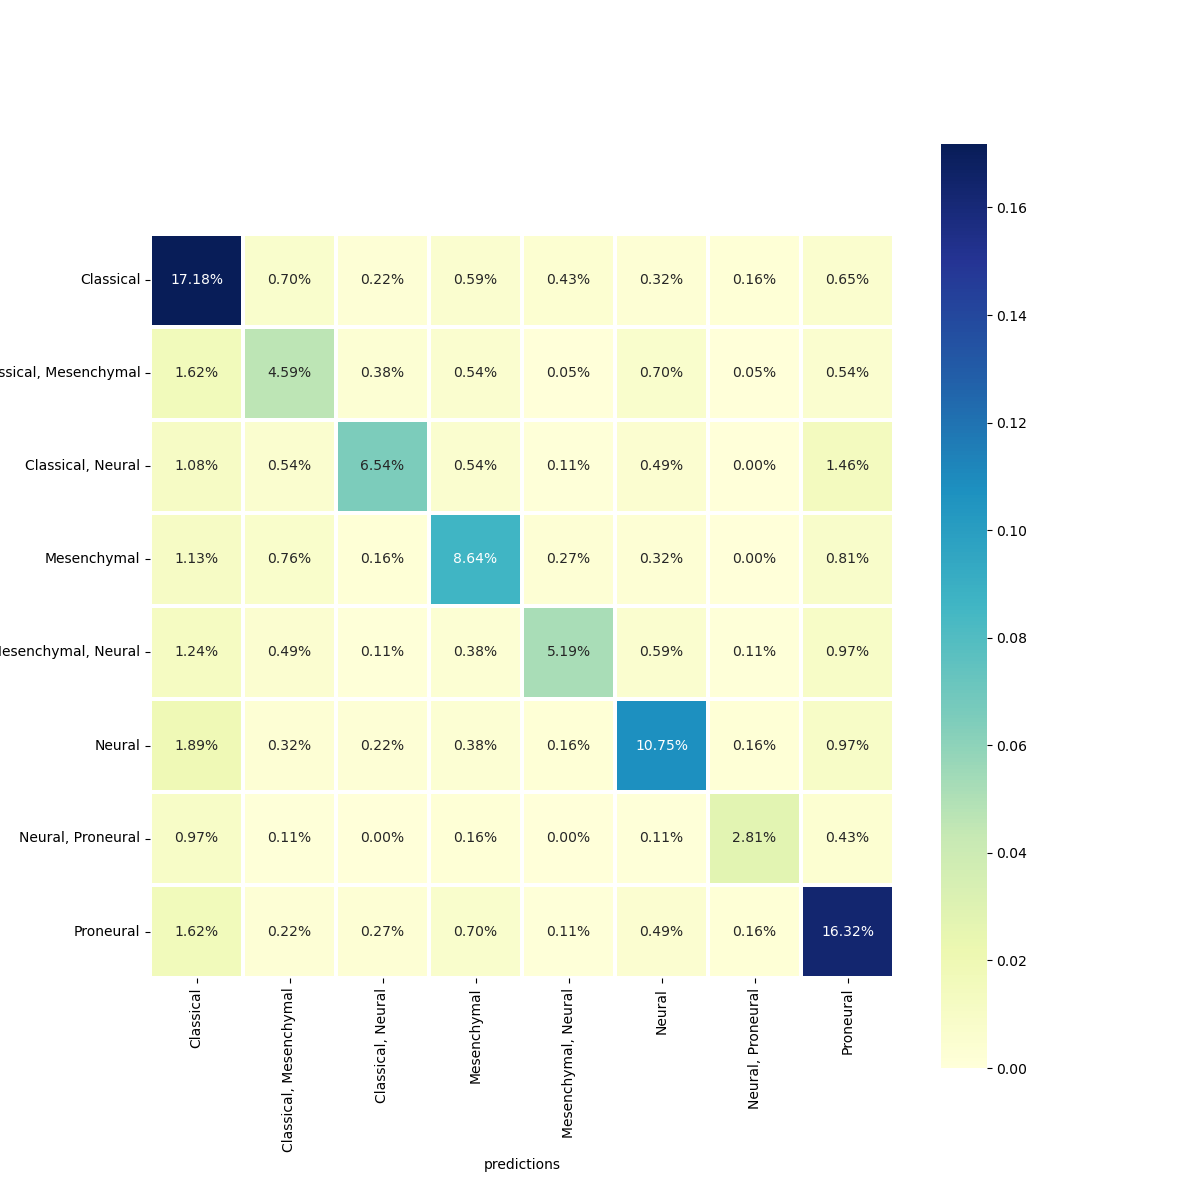 Classical 17.18% 0.70% 0.22% 0.59% 0.43% 0.32% 0.16% 0.65%
ssical, Mesenchymal 1.62% 4.59% 0.38% 0.54% 0.05% 0.70% 0.05% 0.54%
Classical, Neural 1.08% 0.54% 6.54% 0.54% 0.11% 0.49% 0.00% 1.46%
Mesenchymal 1.13% 0.76% 0.16% 8.64% 0.27% 0.32% 0.00% 0.81%
esenchymal, Neural 1.24% 0.49% 0.11% 0.38% 5.19% 0.59% 0.11% 0.97%
Neural 1.89% 0.32% 0.22% 0.38% 0.16% 10.75% 0.16% 0.97%
Neural, Proneural 0.97% 0.11% 0.00% 0.16% 0.00% 0.11% 2.81% 0.43%
Proneural 1.62% 0.22% 0.27% 0.70% 0.11% 0.49% 0.16% 16.32%
Classical
Classical, Mesenchymal
Classical, Neural
Mesenchymal
Mesenchymal, Neural
Neural
Neural, Proneural
Proneural
predictions
0.16
0.14
0.12
0.10
0.08
0.06
0.04
0.02
0.00